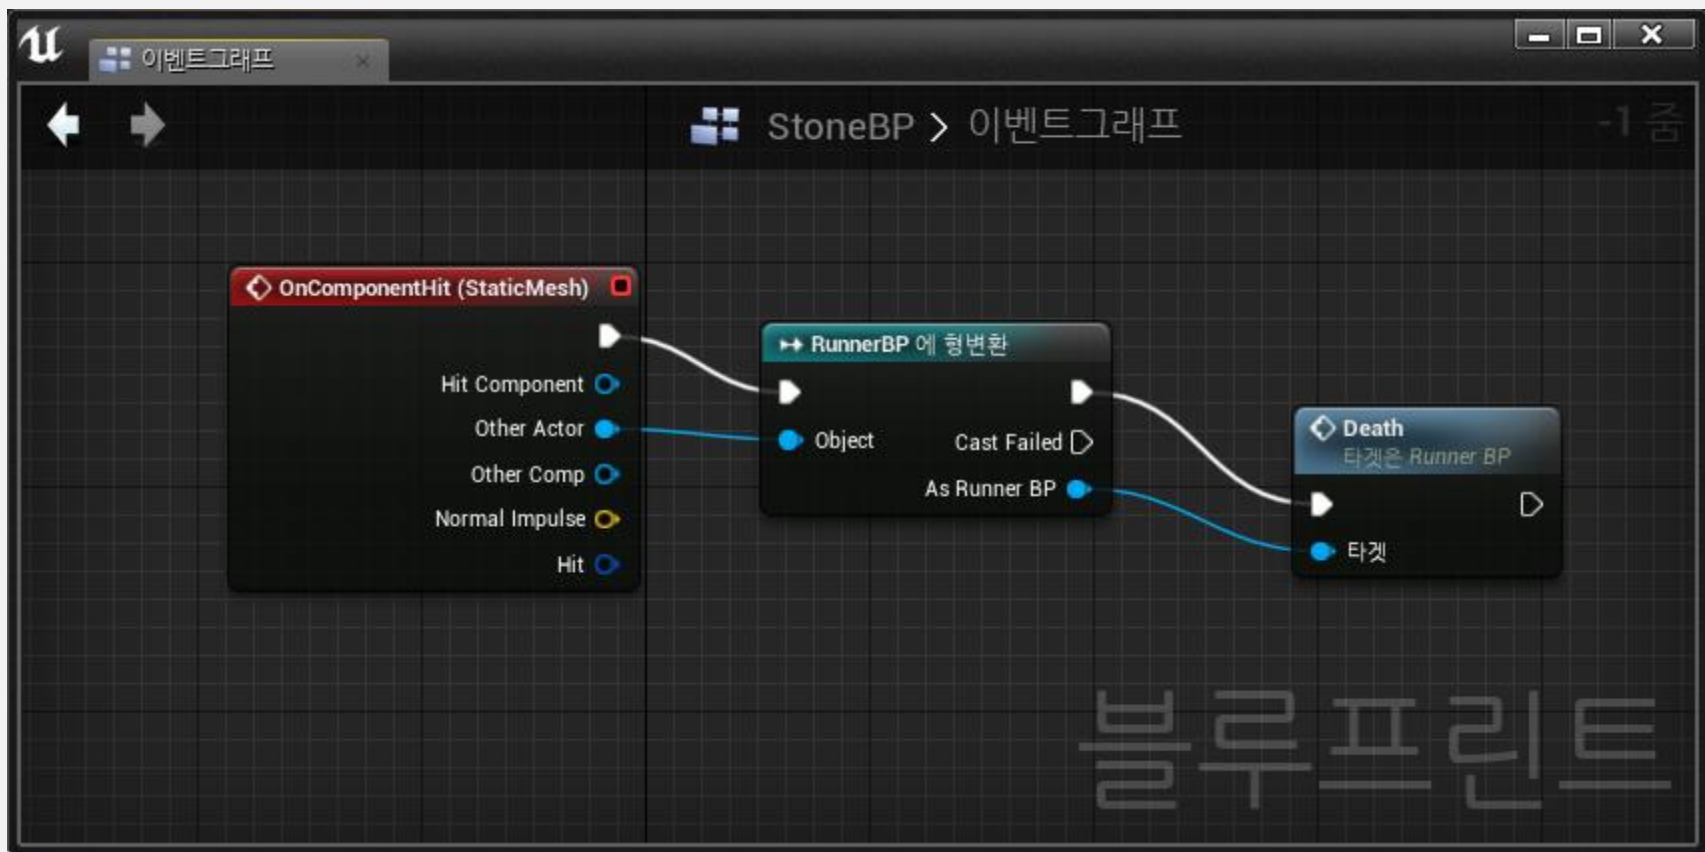 이벤트그래프
StoneBP > 이벤트그래프
-1 줌
OnComponentHit (StaticMesh)
Hit Component
Other Actor
Other Comp
Normal Impulse
Hit
RunnerBP 에 형변환
Object
Cast Failed
As Runner BP
Death
타겟은 Runner BP
타겟
블루프린트